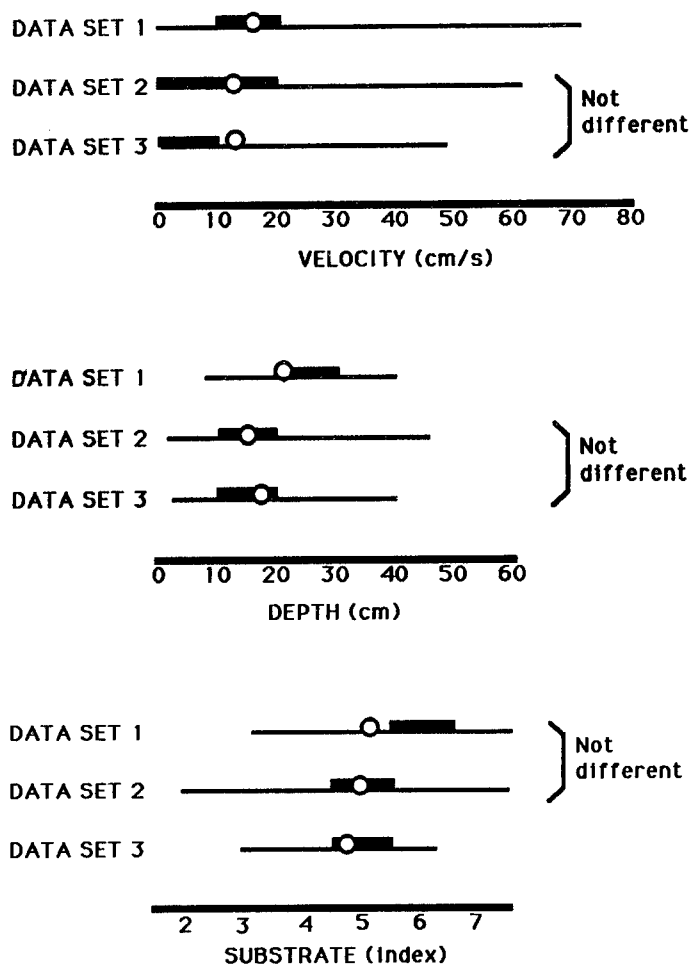 DATA SET 1
DATA SET 2
DATA SET 3
Not
different
0 10 20 30 40 50 60 70 80
VELOCITY (cm/s)
DATA SET 1
DATA SET 2
DATA SET 3
Not
different
0 10 20 30 40 50 60
DEPTH (cm)
DATA SET 1
DATA SET 2
DATA SET 3
Not
different
2 3 4 5 6 7
SUBSTRATE (index)